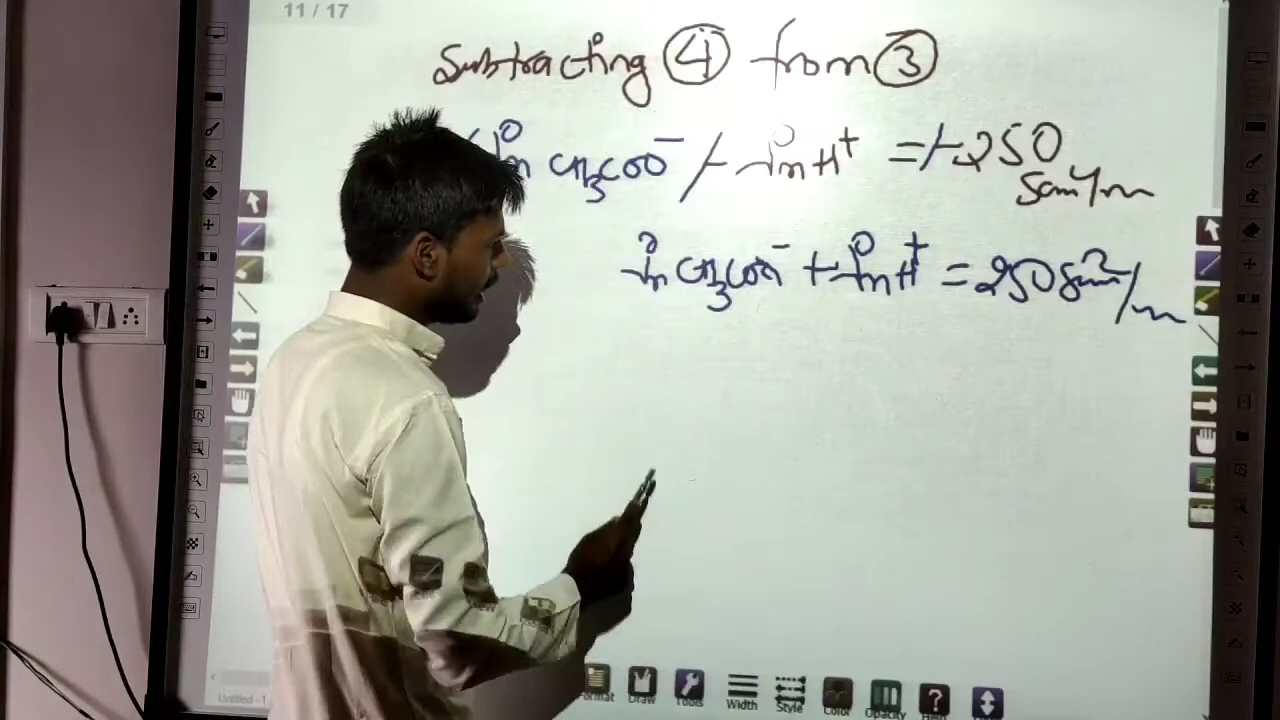 11 / 17
Subtracting ④ from ③
λ°m CH3COO⁻ / - λ°m H⁺ = -250
Scm²/m
λ°m CH3COO⁻ + λ°m H⁺ = 250 Scm²/m
Untitled - 1
Format Draw Tools Width Style Color Opacity Help